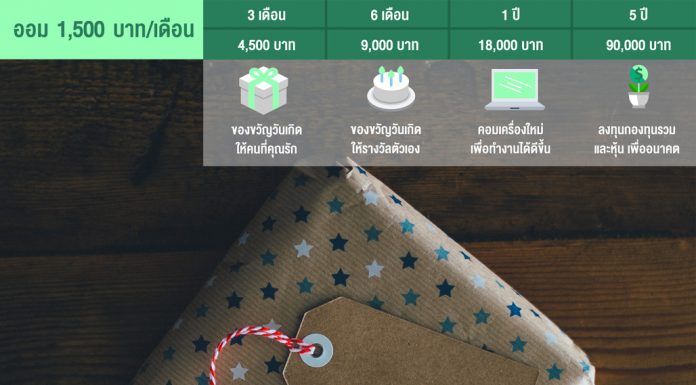 ออม 1,500 บาท/เดือน
3 เดือน 6 เดือน 1 ปี 5 ปี
4,500 บาท 9,000 บาท 18,000 บาท 90,000 บาท
ของขวัญวันเกิด
ให้คนที่คุณรัก
ของขวัญวันเกิด
ให้รางวัลตัวเอง
คอมเครื่องใหม่
เพื่อทำงานได้ดีขึ้น
ลงทุนกองทุนรวม
และหุ้น เพื่ออนาคต